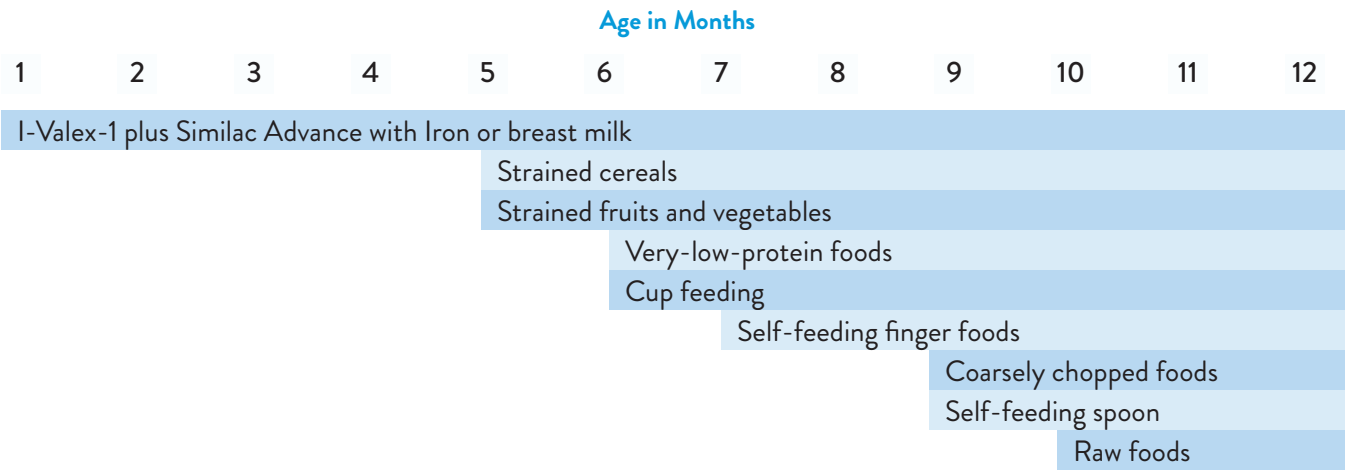 Age in Months
1 2 3 4 5 6 7 8 9 10 11 12
I-Valex-1 plus Similac Advance with Iron or breast milk
Strained cereals
Strained fruits and vegetables
Very-low-protein foods
Cup feeding
Self-feeding finger foods
Coarsely chopped foods
Self-feeding spoon
Raw foods